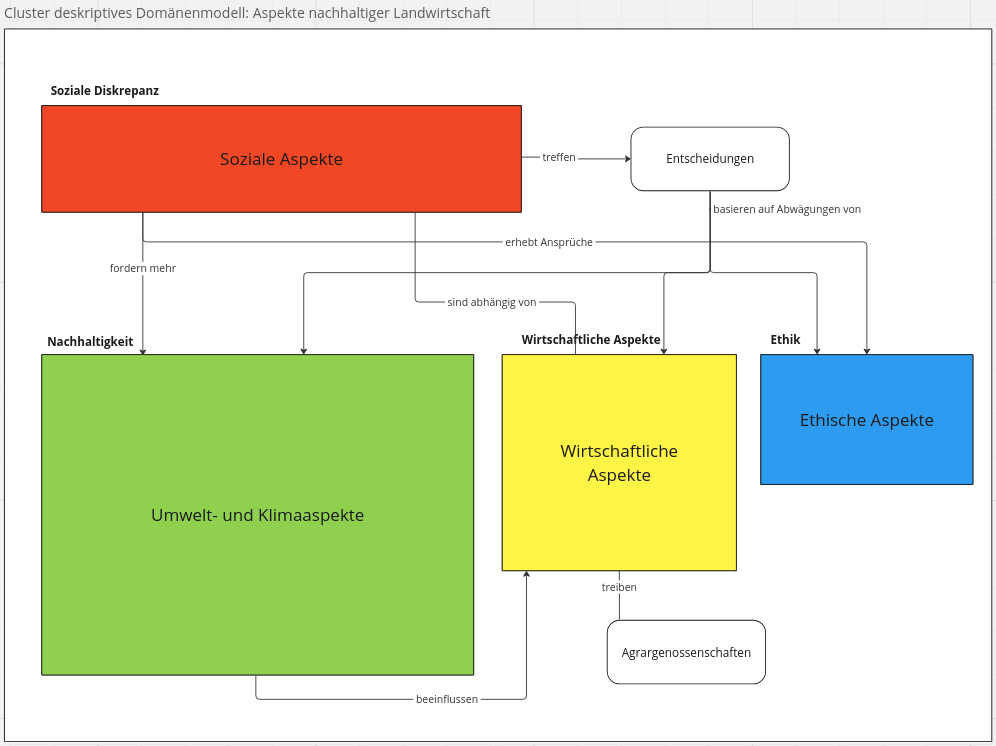 Cluster deskriptives Domänenmodell: Aspekte nachhaltiger Landwirtschaft
Soziale Diskrepanz
Soziale Aspekte
treffen
Entscheidungen
basieren auf Abwägungen von
erhebt Ansprüche
fordern mehr
sind abhängig von
Nachhaltigkeit
Wirtschaftliche Aspekte
Ethik
Umwelt- und Klimaaspekte
Wirtschaftliche
Aspekte
Ethische Aspekte
treiben
Agrargenossenschaften
beeinflussen